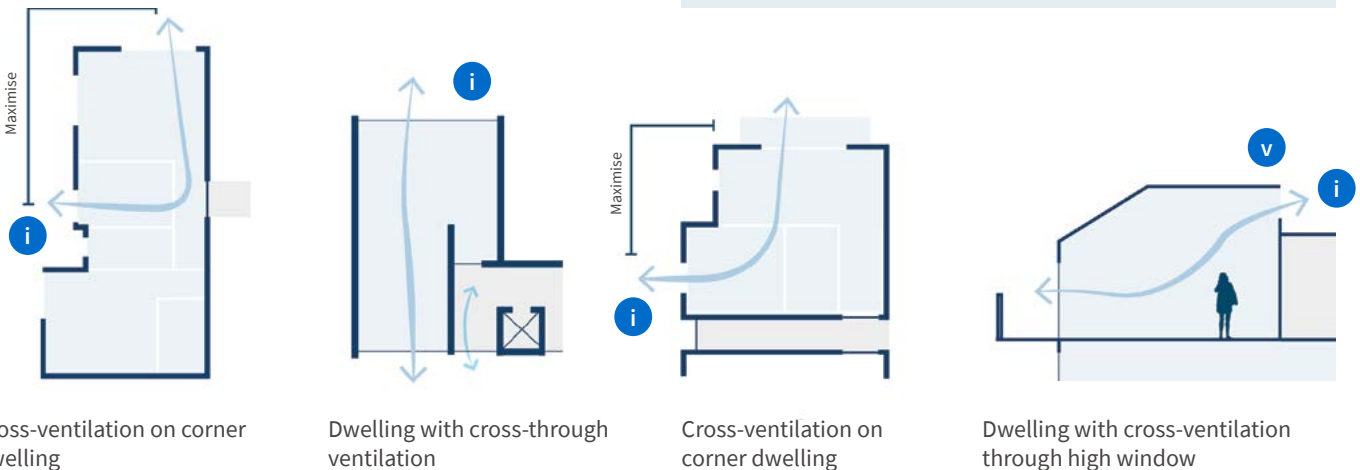 Maximise
i
i
Maximise
i
v
i
oss-ventilation on corner
welling
Dwelling with cross-through
ventilation
Cross-ventilation on
corner dwelling
Dwelling with cross-ventilation
through high window